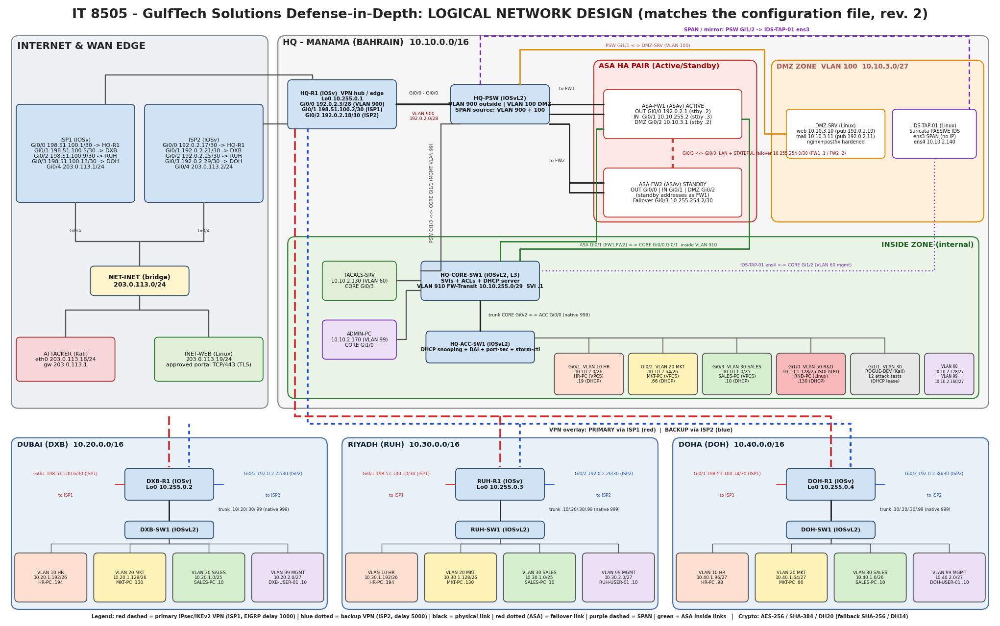 IT 8505 - GulfTech Solutions Defense-in-Depth: LOGICAL NETWORK DESIGN (matches the configuration file, rev. 2)
SPAN / mirror: PSW Gi1/2 -> IDS-TAP-01 ens3
INTERNET & WAN EDGE
ISP1 (IOSv)
Gi0/0 198.51.100.1/30 -> HQ-R1
Gi0/1 198.51.100.5/30 -> DXB
Gi0/2 198.51.100.9/30 -> RUH
Gi0/3 198.51.100.13/30 -> DOH
Gi0/4 203.0.113.1/24
ISP2 (IOSv)
Gi0/0 192.0.2.17/30 -> HQ-R1
Gi0/1 192.0.2.21/30 -> DXB
Gi0/2 192.0.2.25/30 -> RUH
Gi0/3 192.0.2.29/30 -> DOH
Gi0/4 203.0.113.2/24
Gi0/4
Gi0/4
NET-INET (bridge)
203.0.113.0/24
ATTACKER (Kali)
eth0 203.0.113.18/24
gw 203.0.113.1
INET-WEB (Linux)
203.0.113.19/24
approved portal TCP/443 (TLS)
HQ - MANAMA (BAHRAIN)  10.10.0.0/16
PSW Gi1/1 <-> DMZ-SRV (VLAN 100)
HQ-R1 (IOSv)  VPN hub / edge
Lo0 10.255.0.1
Gi0/0 192.0.2.3/28 (VLAN 900)
Gi0/1 198.51.100.2/30 (ISP1)
Gi0/2 192.0.2.18/30 (ISP2)
Gi0/0 - Gi0/0
VLAN 900
192.0.2.0/28
HQ-PSW (IOSvL2)
VLAN 900 outside | VLAN 100 DMZ
SPAN source: VLAN 900 + 100
to FW1
to FW2
PSW Gi1/3 <-> CORE Gi1/1 (MGMT VLAN 99)
ASA HA PAIR (Active/Standby)
ASA-FW1 (ASAv) ACTIVE
OUT Gi0/0 192.0.2.1 (stby .2)
IN  Gi0/1 10.10.255.2 (stby .3)
DMZ Gi0/2 10.10.3.1 (stby .2)
Gi0/3 <-> Gi0/3  LAN + STATEFUL failover 10.255.254.0/30 (FW1 .1 / FW2 .2)
ASA-FW2 (ASAv) STANDBY
OUT Gi0/0 | IN Gi0/1 | DMZ Gi0/2
(standby addresses as FW1)
Failover Gi0/3 10.255.254.2/30
DMZ ZONE  VLAN 100  10.10.3.0/27
DMZ-SRV (Linux)
web 10.10.3.10 (pub 192.0.2.10)
mail 10.10.3.11 (pub 192.0.2.11)
nginx+postfix hardened
IDS-TAP-01 (Linux)
Suricata PASSIVE IDS
ens3 SPAN (no IP)
ens4 10.10.2.140
INSIDE ZONE (internal)
ASA Gi0/1 (FW1,FW2) <-> CORE Gi0/0,Gi0/1  inside VLAN 910
IDS-TAP-01 ens4 <-> CORE Gi1/2 (VLAN 60 mgmt)
TACACS-SRV
10.10.2.130 (VLAN 60)
CORE Gi0/3
HQ-CORE-SW1 (IOSvL2, L3)
SVIs + ACLs + DHCP server
VLAN 910 FW-Transit 10.10.255.0/29  SVI .1
trunk CORE Gi0/2 <-> ACC Gi0/0 (native 999)
ADMIN-PC
10.10.2.170 (VLAN 99)
CORE Gi1/0
HQ-ACC-SW1 (IOSvL2)
DHCP snooping + DAI + port-sec + storm-ctl
Gi0/1  VLAN 10 HR
10.10.2.0/26
HR-PC (VPCS)
.19 (DHCP)
Gi0/2  VLAN 20 MKT
10.10.2.64/26
MKT-PC (VPCS)
.66 (DHCP)
Gi0/3  VLAN 30 SALES
10.10.1.0/25
SALES-PC (VPCS)
.10 (DHCP)
Gi1/0  VLAN 50 R&D
10.10.1.128/25 ISOLATED
RND-PC (Linux)
.130 (DHCP)
Gi1/1  VLAN 30
ROGUE-DEV (Kali)
L2 attack tests
(DHCP lease)
VLAN 60
10.10.2.128/27
VLAN 99
10.10.2.160/27
VPN overlay: PRIMARY via ISP1 (red)  |  BACKUP via ISP2 (blue)
DUBAI (DXB)  10.20.0.0/16
Gi0/1 198.51.100.6/30 (ISP1)
to ISP1
DXB-R1 (IOSv)
Lo0 10.255.0.2
Gi0/2 192.0.2.22/30 (ISP2)
to ISP2
trunk .10/.20/.30/.99 (native 999)
DXB-SW1 (IOSvL2)
VLAN 10 HR
10.20.1.192/26
HR-PC .194
VLAN 20 MKT
10.20.1.128/26
MKT-PC .130
VLAN 30 SALES
10.20.1.0/25
SALES-PC .10
VLAN 99 MGMT
10.20.2.0/27
DXB-USER-01 .10
RIYADH (RUH)  10.30.0.0/16
Gi0/1 198.51.100.10/30 (ISP1)
to ISP1
RUH-R1 (IOSv)
Lo0 10.255.0.3
Gi0/2 192.0.2.26/30 (ISP2)
to ISP2
trunk .10/.20/.30/.99 (native 999)
RUH-SW1 (IOSvL2)
VLAN 10 HR
10.30.1.192/26
HR-PC .194
VLAN 20 MKT
10.30.1.128/26
MKT-PC .130
VLAN 30 SALES
10.30.1.0/25
SALES-PC .10
VLAN 99 MGMT
10.30.2.0/27
RUH-USER-01 .10
DOHA (DOH)  10.40.0.0/16
Gi0/1 198.51.100.14/30 (ISP1)
to ISP1
DOH-R1 (IOSv)
Lo0 10.255.0.4
Gi0/2 192.0.2.30/30 (ISP2)
to ISP2
trunk .10/.20/.30/.99 (native 999)
DOH-SW1 (IOSvL2)
VLAN 10 HR
10.40.1.96/27
HR-PC .98
VLAN 20 MKT
10.40.1.64/27
MKT-PC .66
VLAN 30 SALES
10.40.1.0/26
SALES-PC .10
VLAN 99 MGMT
10.40.2.0/27
DOH-USER-01 .10
Legend: red dashed = primary IPsec/IKEv2 VPN (ISP1, EIGRP delay 1000) | blue dotted = backup VPN (ISP2, delay 5000) | black = physical link | red dotted (ASA) = failover link | purple dashed = SPAN | green = ASA inside links   |   Crypto: AES-256 / SHA-384 / DH20 (fallback SHA-256 / DH14)